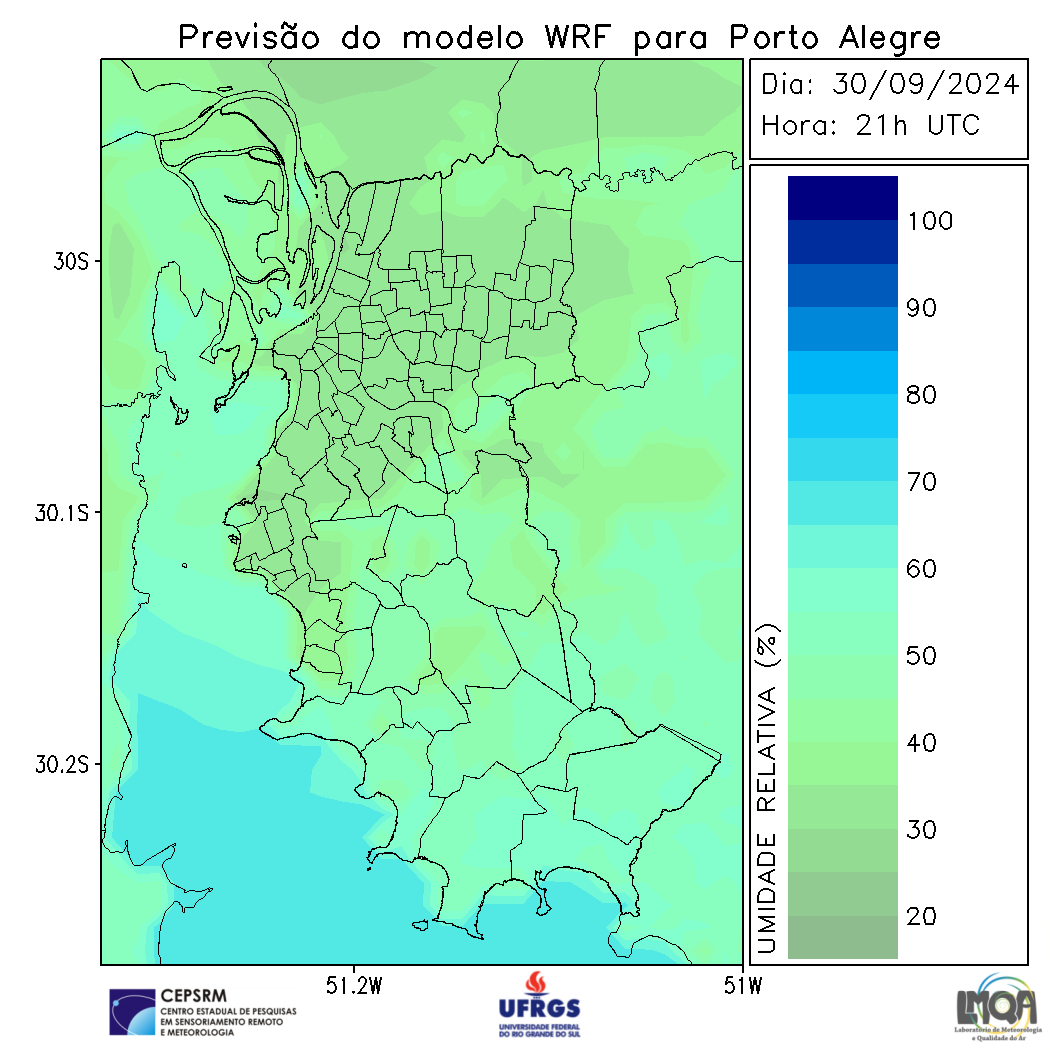 Previsão do modelo WRF para Porto Alegre
Dia: 30/09/2024
Hora: 21h UTC
30S
30.1S
30.2S
51.2W
51W
100
90
80
70
60
50
40
30
20
UMIDADE RELATIVA (%)
CEPSRM
CENTRO ESTADUAL DE PESQUISAS
EM SENSORIAMENTO REMOTO
E METEOROLOGIA
UFRGS
UNIVERSIDADE FEDERAL
DO RIO GRANDE DO SUL
LMQA
Laboratório de Meteorologia
e Qualidade do Ar